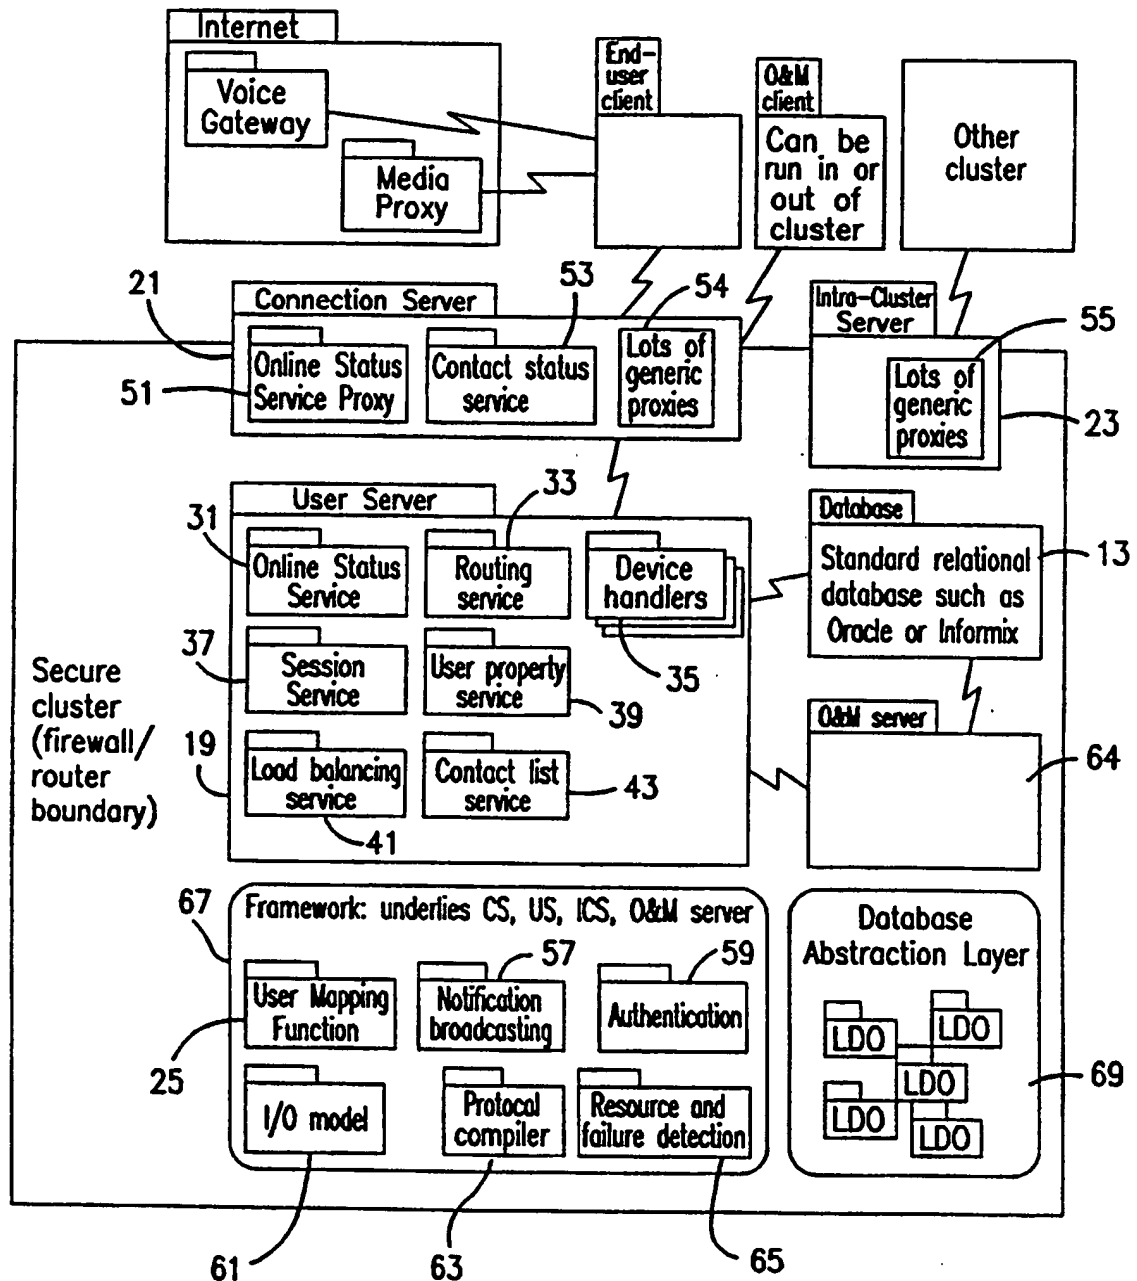 Internet
Voice
Gateway
Media
Proxy
End-
user
client
O&M
client
Can be
run in or
out of
cluster
Other
cluster
21
Connection Server
53
54
Online Status
Service Proxy
51
Contact status
service
Lots of
generic
proxies
Intra-Cluster
Server
55
Lots of
generic
proxies
23
User Server
33
31
Online Status
Service
Routing
service
Device
handlers
35
Database
13
Standard relational
database such as
Oracle or Informix
37
Session
Service
User property
service
39
Secure
cluster
(firewall/
router
boundary)
19
Load balancing
service
41
Contact list
service
43
O&M server
64
67
Framework: underlies CS, US, ICS, O&M server
57
59
User Mapping
Function
25
Notification
broadcasting
Authentication
I/O model
61
Protocal
compiler
63
Resource and
failure detection
65
Database
Abstraction Layer
LDO
LDO
LDO
LDO
LDO
69